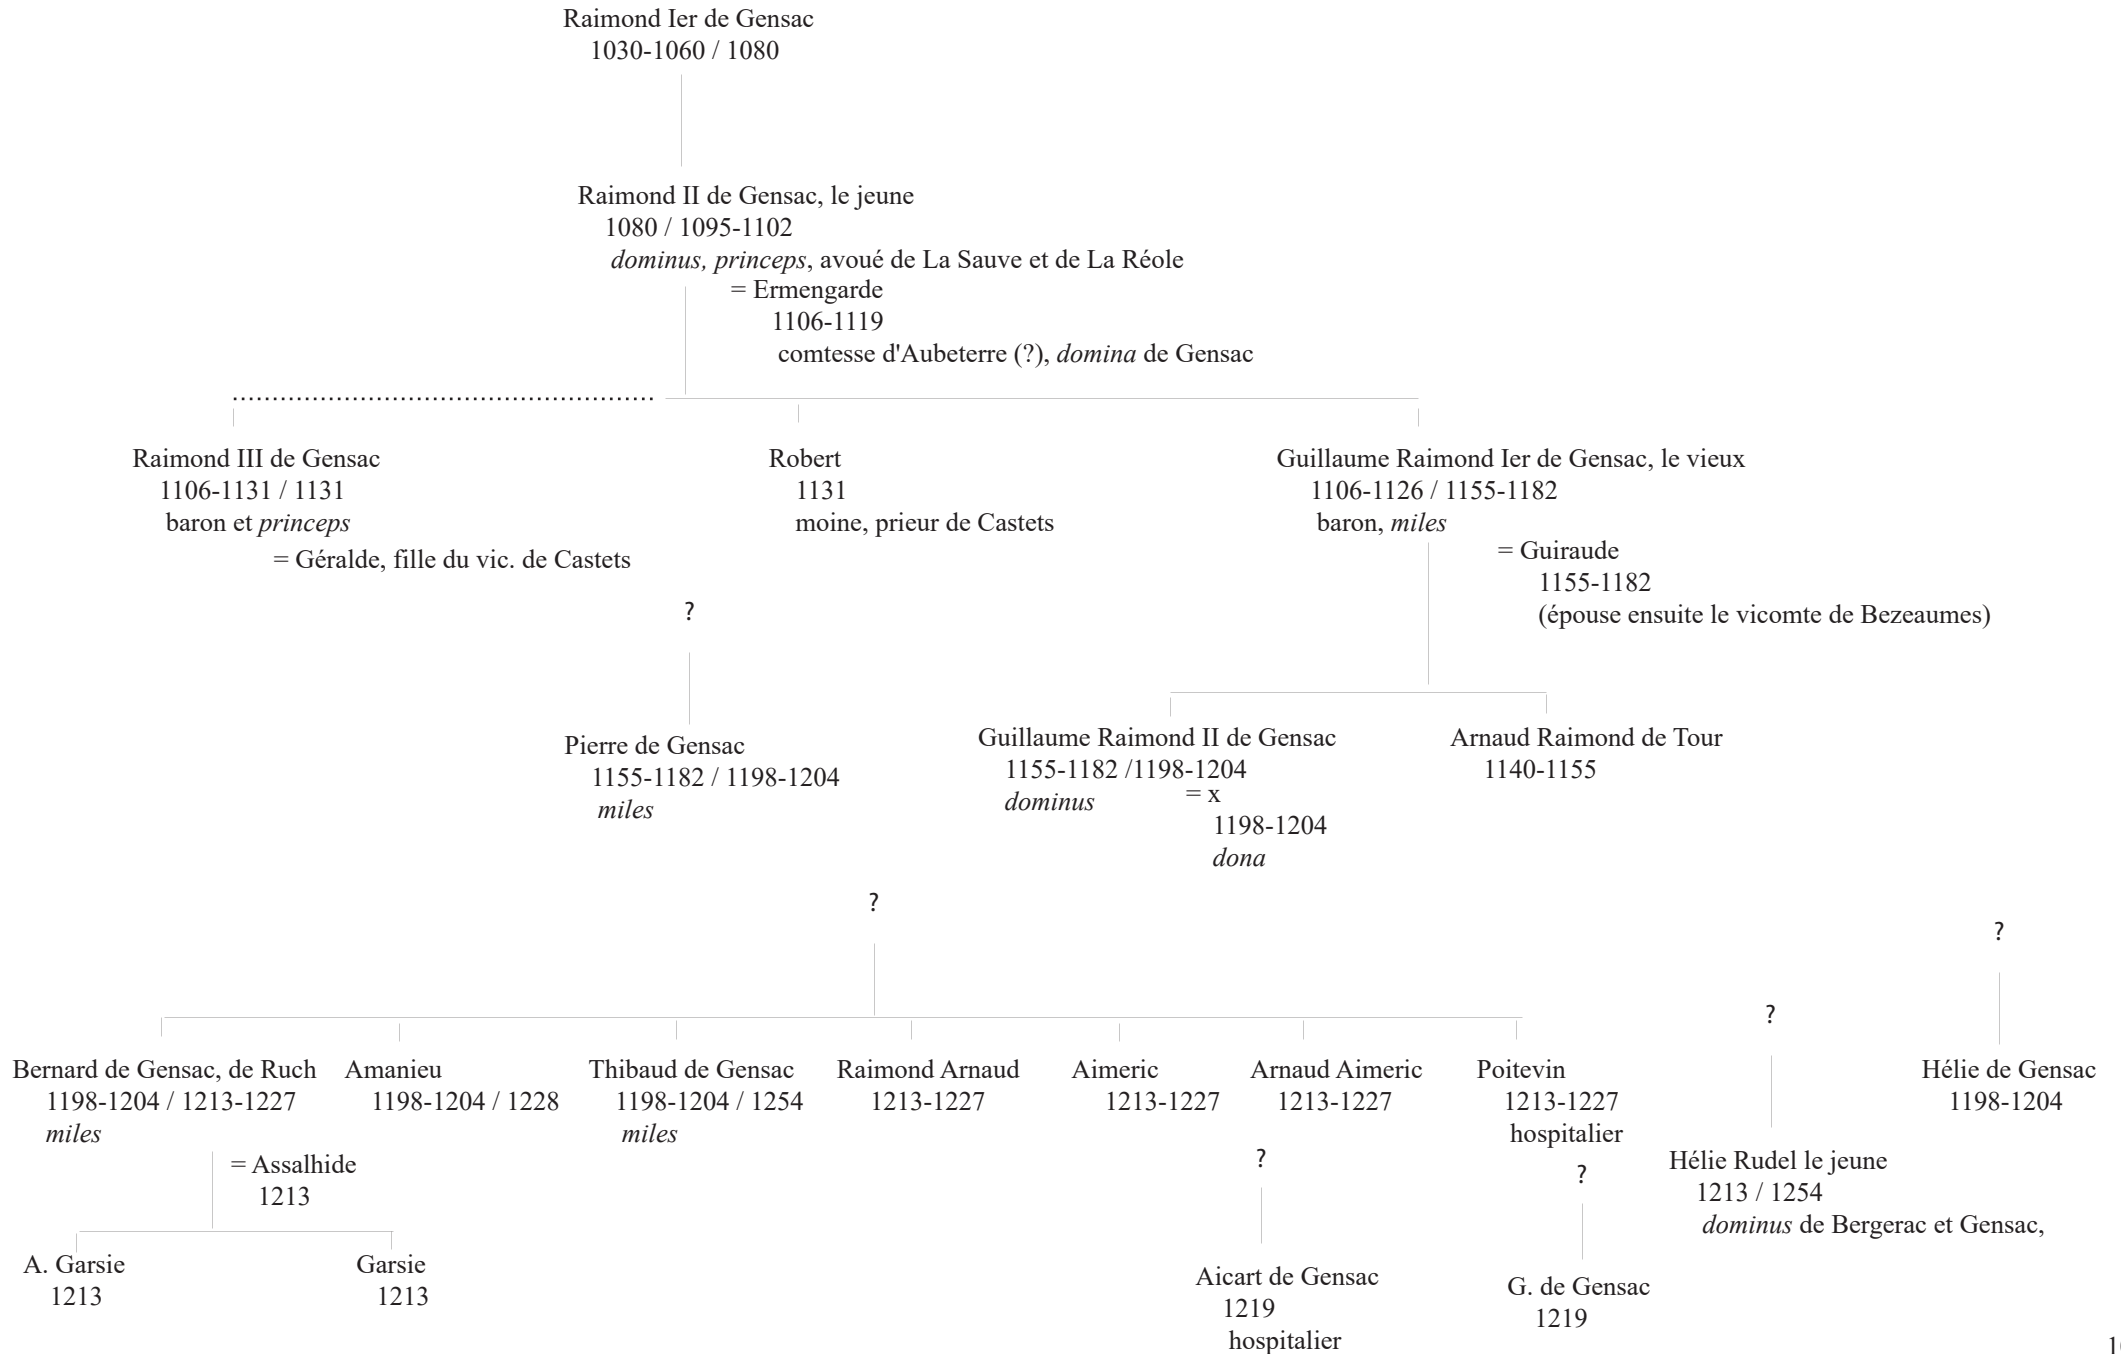 Raimond Ier de Gensac
1030-1060 / 1080
Raimond II de Gensac, le jeune
1080 / 1095-1102
dominus, princeps, avoué de La Sauve et de La Réole
= Ermengarde
1106-1119
comtesse d'Aubeterre (?), domina de Gensac
Raimond III de Gensac
1106-1131 / 1131
baron et princeps
= Géralde, fille du vic. de Castets
Robert
1131
moine, prieur de Castets
Guillaume Raimond Ier de Gensac, le vieux
1106-1126 / 1155-1182
baron, miles
= Guiraude
1155-1182
(épouse ensuite le vicomte de Bezeaumes)
?
Pierre de Gensac
1155-1182 / 1198-1204
miles
Guillaume Raimond II de Gensac
1155-1182 /1198-1204
dominus
= x
1198-1204
dona
Arnaud Raimond de Tour
1140-1155
?
Bernard de Gensac, de Ruch
1198-1204 / 1213-1227
miles
= Assalhide
1213
Amanieu
1198-1204 / 1228
Thibaud de Gensac
1198-1204 / 1254
miles
Raimond Arnaud
1213-1227
Aimeric
1213-1227
Arnaud Aimeric
1213-1227
Poitevin
1213-1227
hospitalier
?
Hélie Rudel le jeune
1213 / 1254
dominus de Bergerac et Gensac,
?
Hélie de Gensac
1198-1204
A. Garsie
1213
Garsie
1213
?
Aicart de Gensac
1219
hospitalier
?
G. de Gensac
1219